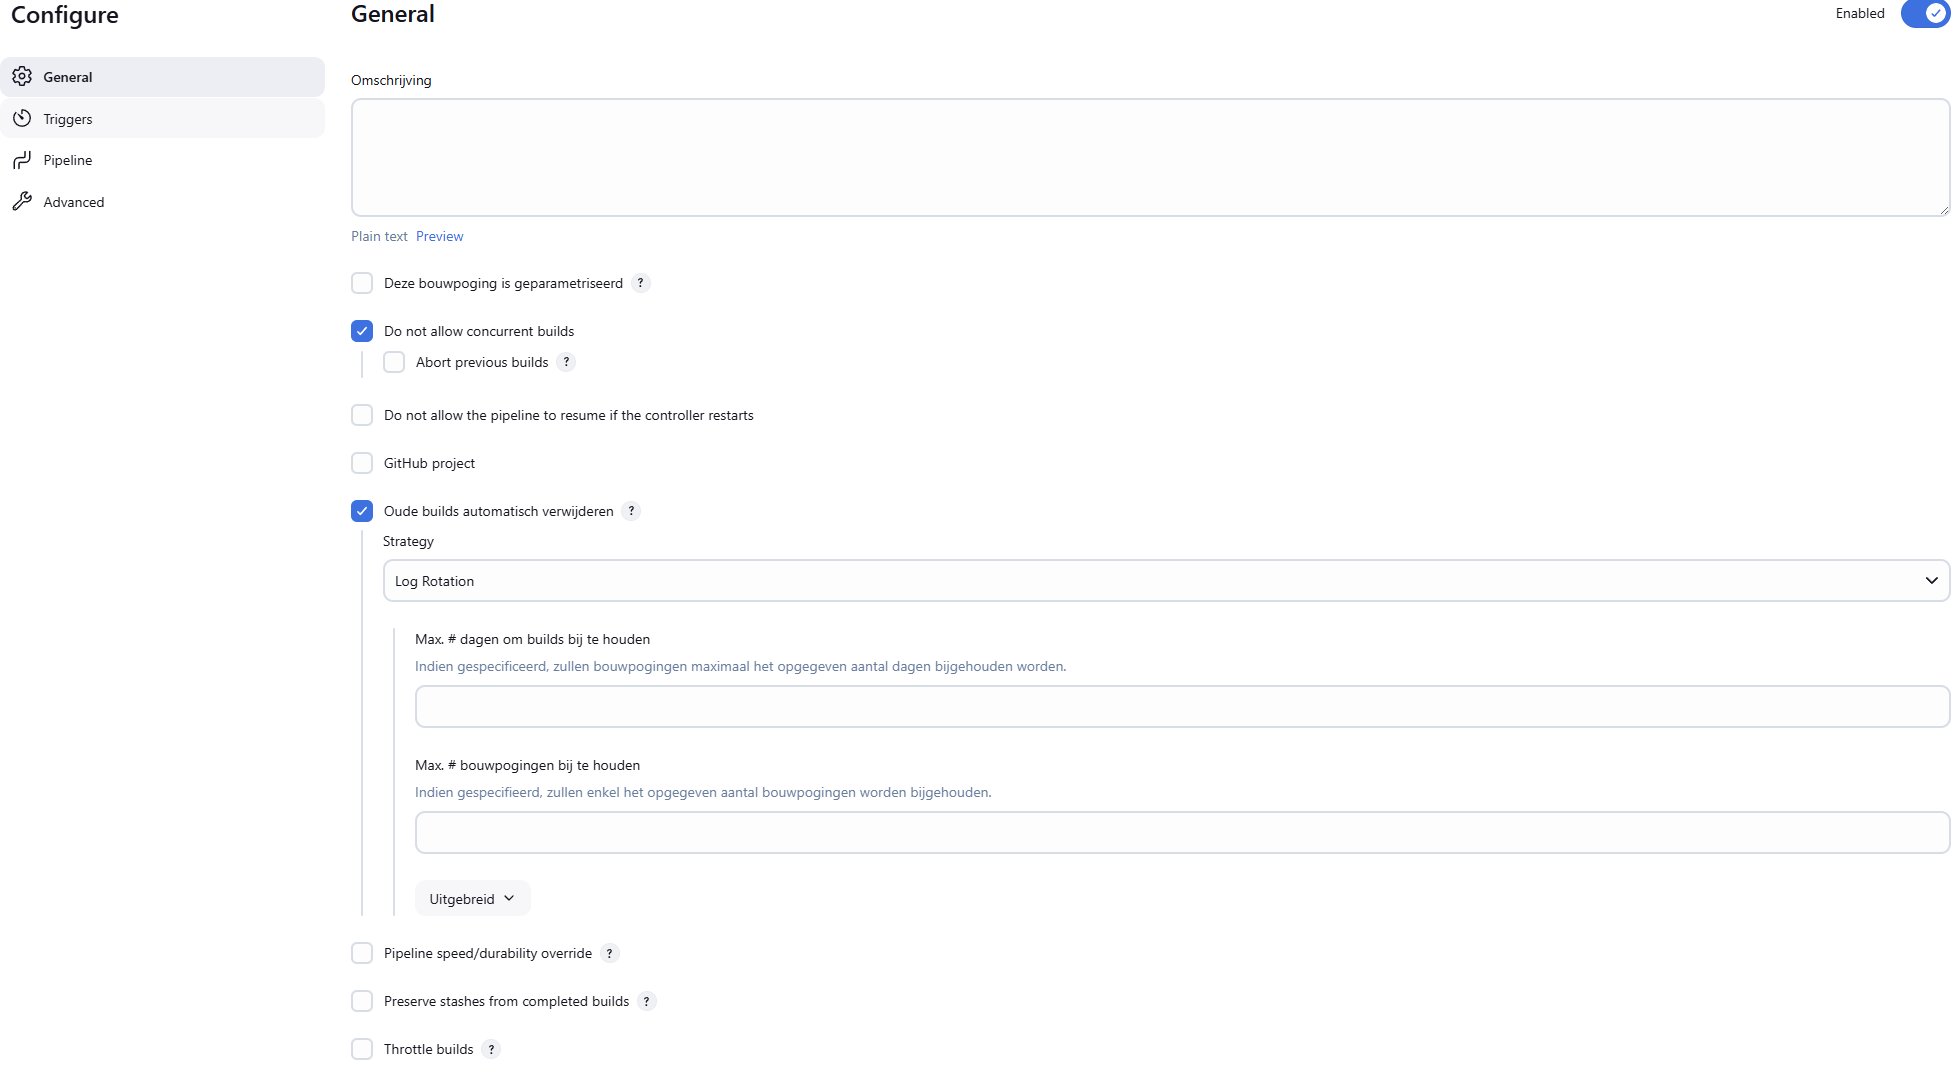 Configure
General
Triggers
Pipeline
Advanced
General
Enabled
Omschrijving
Plain text Preview
Deze bouwpoging is geparametriseerd ?
Do not allow concurrent builds
Abort previous builds ?
Do not allow the pipeline to resume if the controller restarts
GitHub project
Oude builds automatisch verwijderen ?
Strategy
Log Rotation
Max. # dagen om builds bij te houden
Indien gespecificeerd, zullen bouwpogingen maximaal het opgegeven aantal dagen bijgehouden worden.
Max. # bouwpogingen bij te houden
Indien gespecifieerd, zullen enkel het opgegeven aantal bouwpogingen worden bijgehouden.
Uitgebreid
Pipeline speed/durability override ?
Preserve stashes from completed builds ?
Throttle builds ?